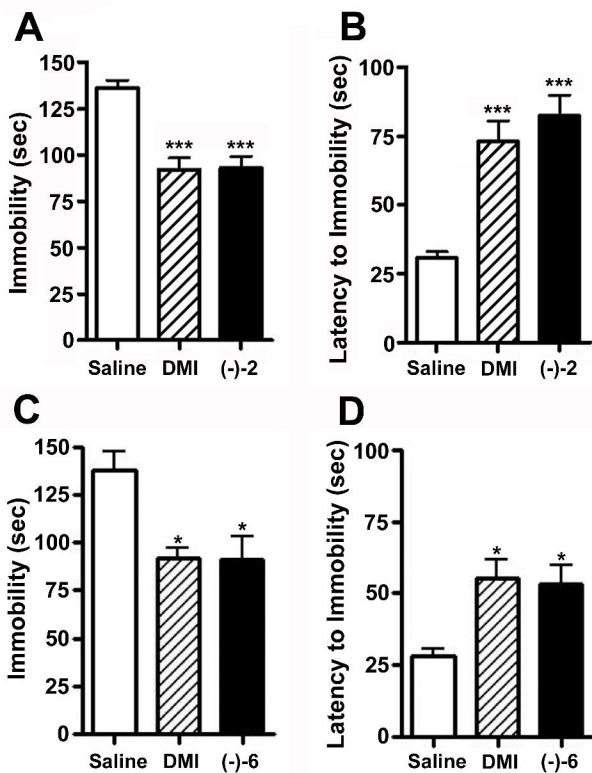 A
Immobility (sec)
150
125
100
75
50
25
0
***
***
Saline DMI (-)-2
B
Latency to Immobility (sec)
100
75
50
25
0
***
***
Saline DMI (-)-2
C
Immobility (sec)
150
125
100
75
50
25
0
*
*
Saline DMI (-)-6
D
Latency to Immobility (sec)
100
75
50
25
0
*
*
Saline DMI (-)-6